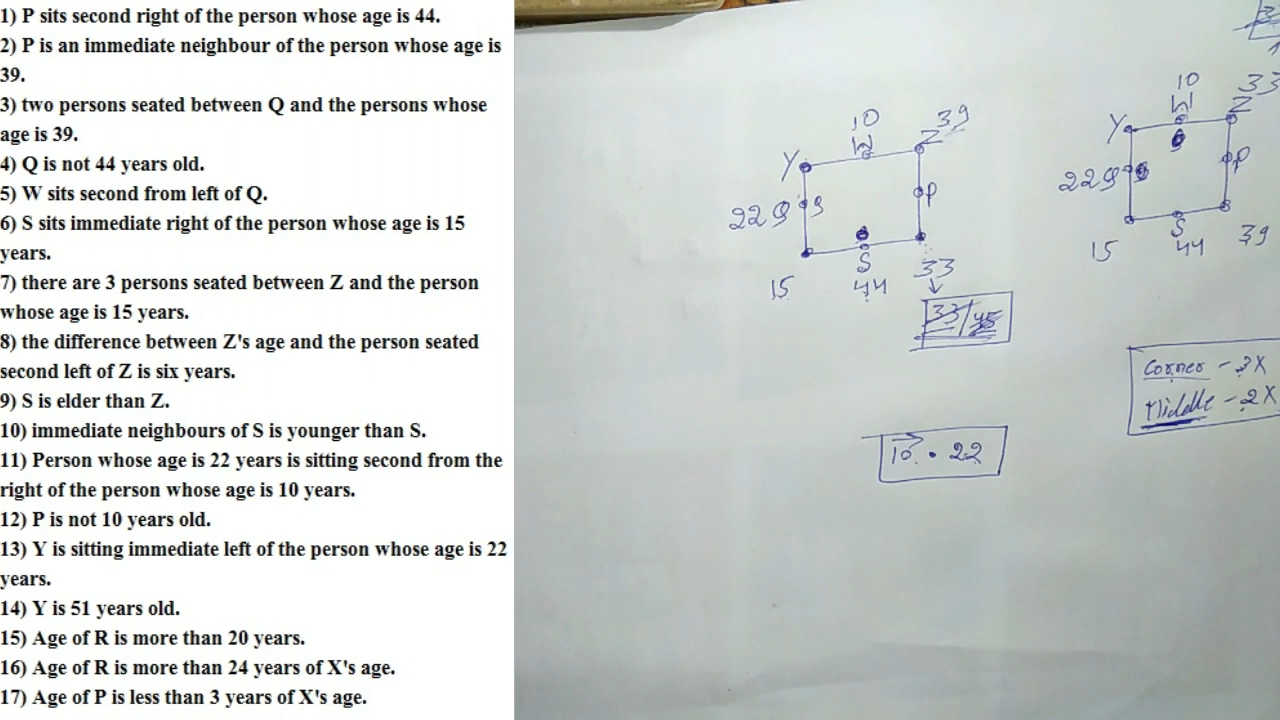 1) P sits second right of the person whose age is 44.
2) P is an immediate neighbour of the person whose age is
39.
3) two persons seated between Q and the persons whose
age is 39.
4) Q is not 44 years old.
5) W sits second from left of Q.
6) S sits immediate right of the person whose age is 15
years.
7) there are 3 persons seated between Z and the person
whose age is 15 years.
8) the difference between Z's age and the person seated
second left of Z is six years.
9) S is elder than Z.
10) immediate neighbours of S is younger than S.
11) Person whose age is 22 years is sitting second from the
right of the person whose age is 10 years.
12) P is not 10 years old.
13) Y is sitting immediate left of the person whose age is 22
years.
14) Y is 51 years old.
15) Age of R is more than 20 years.
16) Age of R is more than 24 years of X's age.
17) Age of P is less than 3 years of X's age.
10 39
Y W Z
22 Q P
S
15 44 33
33/45
10 33
Y Z
22 Q P
S
15 44 39
Corner - 3X
Middle - 2X
10 • 22